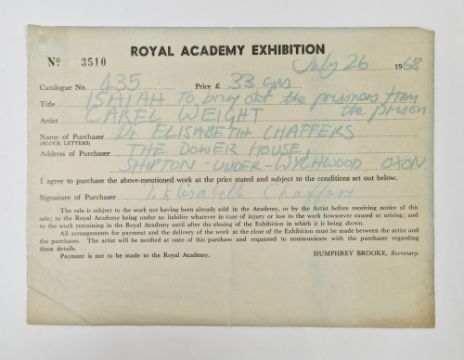 ROYAL ACADEMY EXHIBITION
Nº 3510
July 26 1968
Catalogue No. 435 Price £ 33 gns
Title ISAIAH To bring out the prisoners from the prison
Artist CAREL WEIGHT
Name of Purchaser Dr ELISABETH CHAFFERS
(BLOCK LETTERS)
Address of Purchaser THE DOWER HOUSE,
SHIPTON-UNDER-WYCHWOOD OXON.
I agree to purchase the above-mentioned work at the price stated and subject to the conditions set out below.
Signature of Purchaser Elisabeth Chaffers
The sale is subject to the work not having been already sold in the Academy, or by the Artist before receiving notice of this
sale; to the Royal Academy being under no liability whatever in case of injury or loss to the work howsoever caused or arising; and
to the work remaining in the Royal Academy until after the closing of the Exhibition in which it is being shown.
All arrangements for payment and the delivery of the work at the close of the Exhibition must be made between the artist and
the purchaser. The artist will be notified at once of this purchase and requested to communicate with the purchaser regarding
these details.
Payment is not to be made to the Royal Academy.
HUMPHREY BROOKE, Secretary.